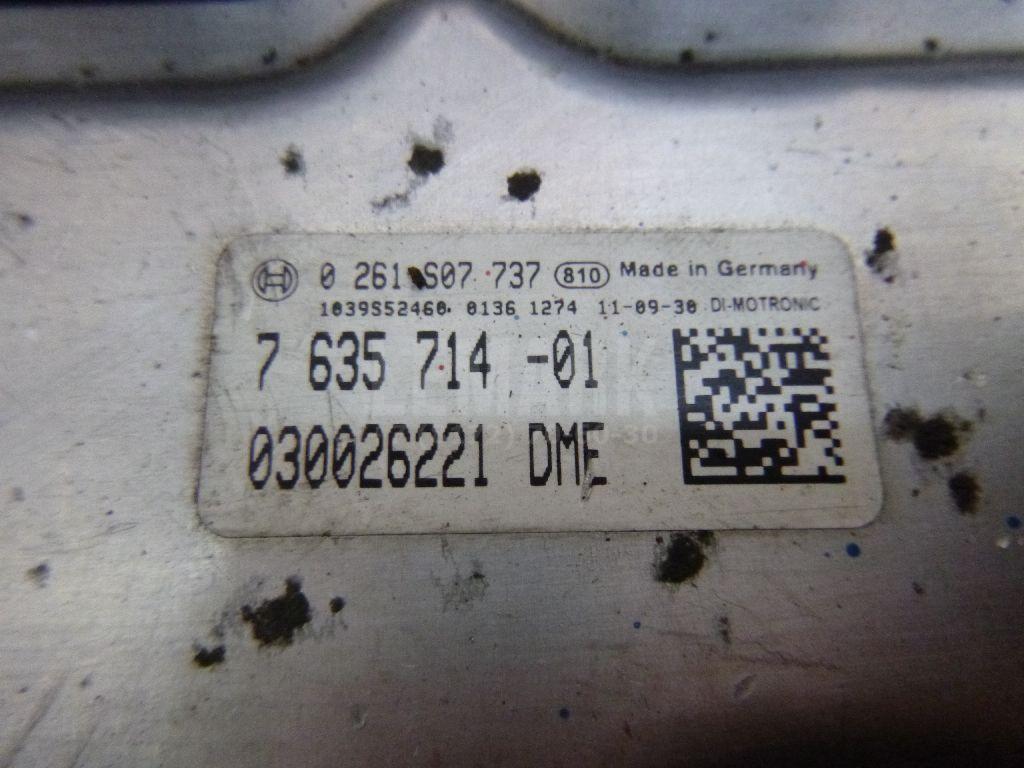 0 261 S07 737 810 Made in Germany
1039S52460 0136 1274 11-09-30 DI-MOTRONIC
7 635 714 -01
030026221 DME